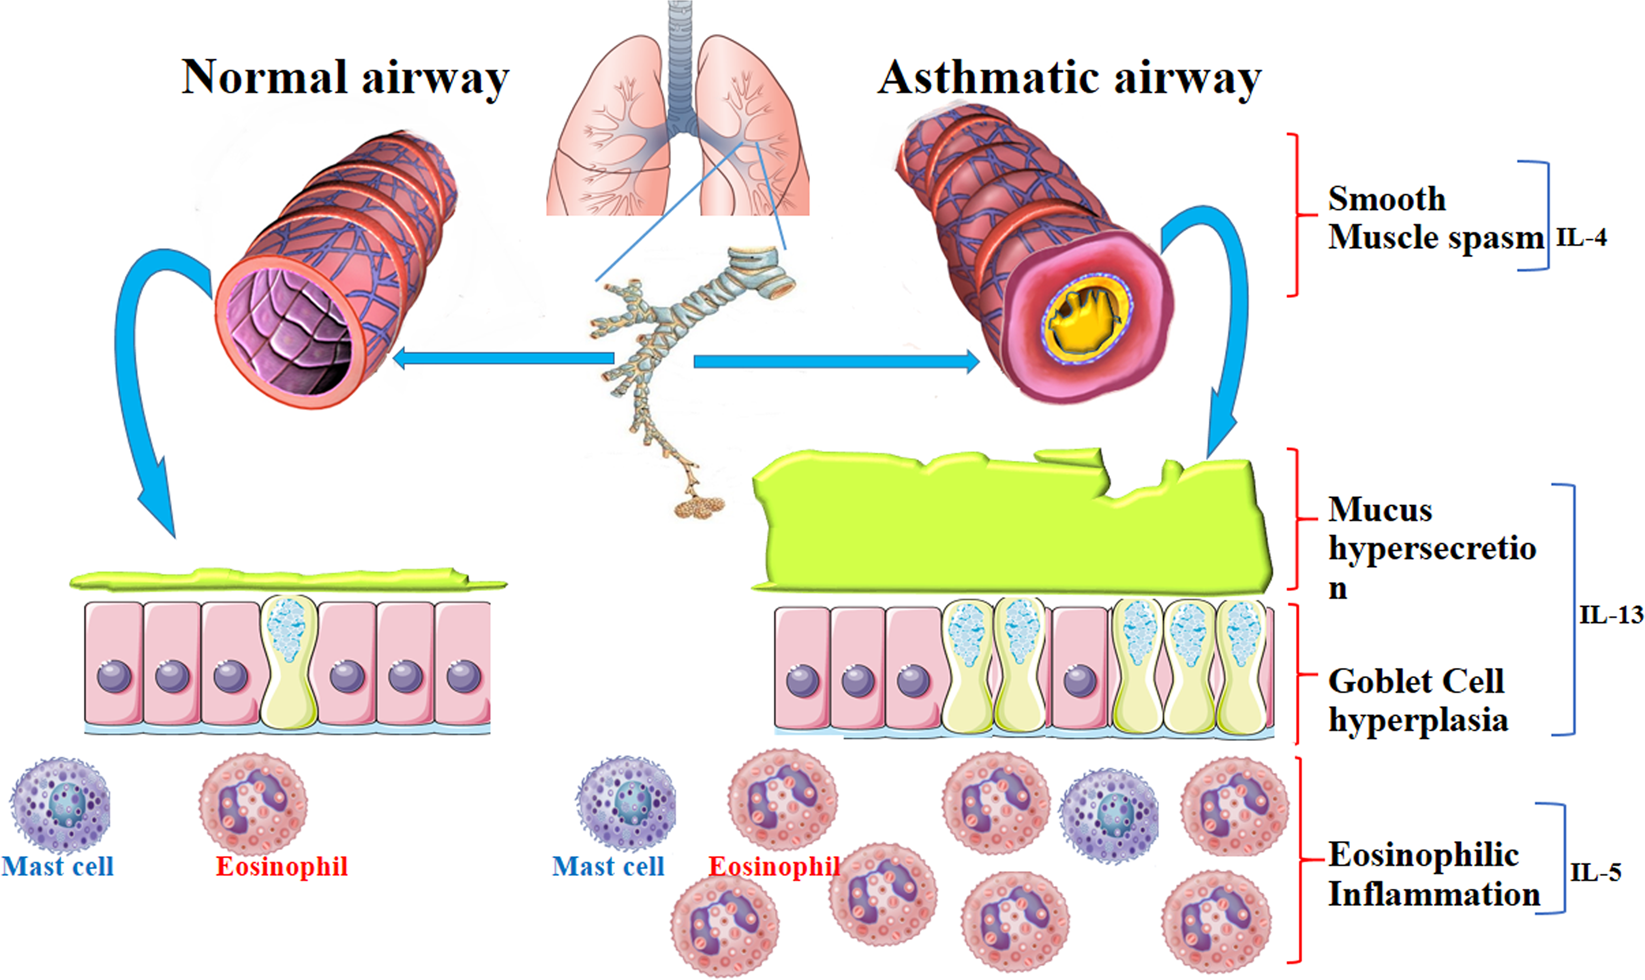 Normal airway
Asthmatic airway
Smooth
Muscle spasm
IL-4
Mucus
hypersecretio
n
IL-13
Goblet Cell
hyperplasia
Mast cell
Eosinophil
Mast cell
Eosinophil
Eosinophilic
Inflammation
IL-5